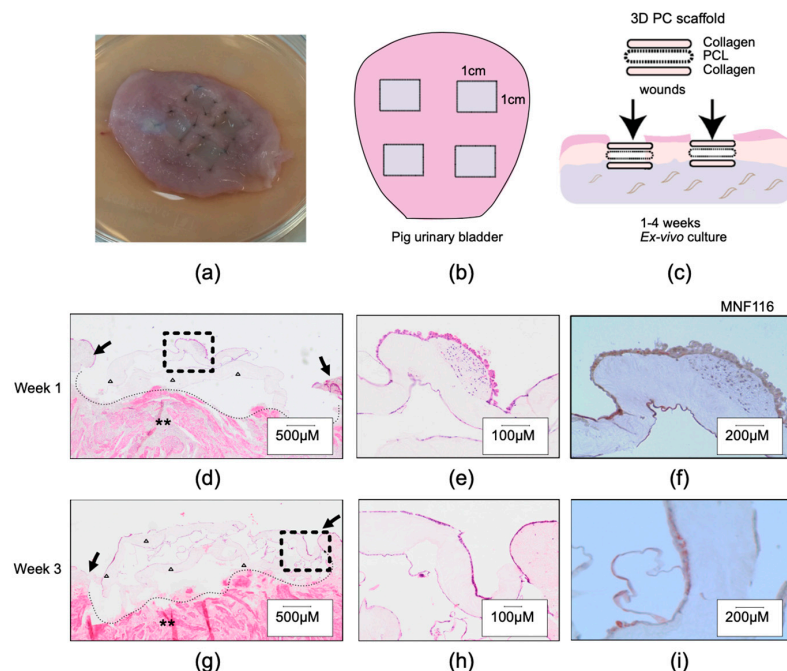 3D PC scaffold
Collagen
PCL
Collagen
wounds
1cm
1cm
Pig urinary bladder
1-4 weeks
Ex-vivo culture
(a)
(b)
(c)
MNF116
Week 1
**
500µM
100µM
200µM
(d)
(e)
(f)
Week 3
**
500µM
100µM
200µM
(g)
(h)
(i)